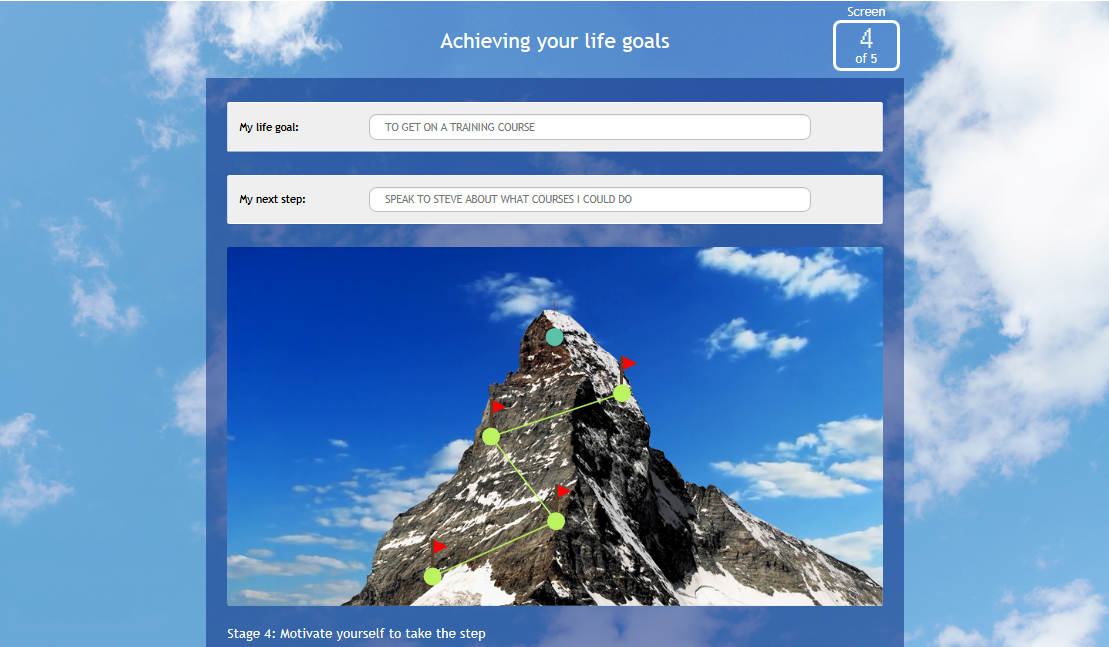 Screen
4
of 5
Achieving your life goals
My life goal:
TO GET ON A TRAINING COURSE
My next step:
SPEAK TO STEVE ABOUT WHAT COURSES I COULD DO
Stage 4: Motivate yourself to take the step